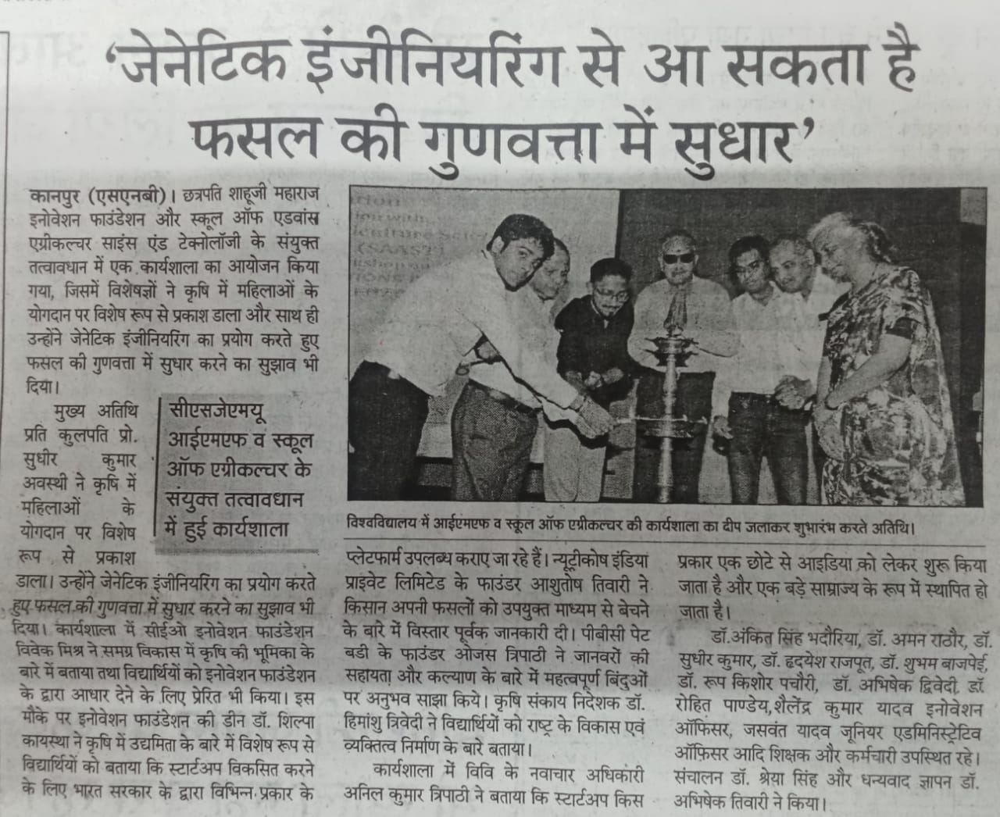 ‘जेनेटिक इंजीनियरिंग से आ सकता है
फसल की गुणवत्ता में सुधार’
कानपुर (एसएनबी)। छत्रपति शाहूजी महाराज
इनोवेशन फाउंडेशन और स्कूल ऑफ एडवांस
एग्रीकल्चर साइंस एंड टेक्नोलॉजी के संयुक्त
तत्वावधान में एक कार्यशाला का आयोजन किया
गया, जिसमें विशेषज्ञों ने कृषि में महिलाओं के
योगदान पर विशेष रूप से प्रकाश डाला और साथ ही
उन्होंने जेनेटिक इंजीनियरिंग का प्रयोग करते हुए
फसल की गुणवत्ता में सुधार करने का सुझाव भी
दिया।
मुख्य अतिथि
प्रति कुलपति प्रो.
सुधीर कुमार
अवस्थी ने कृषि में
महिलाओं के
योगदान पर विशेष
रूप से प्रकाश
डाला। उन्होंने जेनेटिक इंजीनियरिंग का प्रयोग करते
हुए फसल की गुणवत्ता में सुधार करने का सुझाव भी
दिया। कार्यशाला में सीईओ इनोवेशन फाउंडेशन
विवेक मिश्र ने समग्र विकास में कृषि की भूमिका के
बारे में बताया तथा विद्यार्थियों को इनोवेशन फाउंडेशन
के द्वारा आधार देने के लिए प्रेरित भी किया। इस
मौके पर इनोवेशन फाउंडेशन की डीन डॉ. शिल्पा
कायस्था ने कृषि में उद्यमिता के बारे में विशेष रूप से
विद्यार्थियों को बताया कि स्टार्टअप विकसित करने
के लिए भारत सरकार के द्वारा विभिन्न प्रकार के
सीएसजेएमयू
आईएमएफ व स्कूल
ऑफ एग्रीकल्चर के
संयुक्त तत्वावधान
में हुई कार्यशाला
विश्वविद्यालय में आईएमएफ व स्कूल ऑफ एग्रीकल्चर की कार्यशाला का दीप जलाकर शुभारंभ करते अतिथि।
प्लेटफार्म उपलब्ध कराए जा रहे हैं। न्यूट्रीकोष इंडिया
प्राइवेट लिमिटेड के फाउंडर आशुतोष तिवारी ने
किसान अपनी फसलों को उपयुक्त माध्यम से बेचने
के बारे में विस्तार पूर्वक जानकारी दी। पीबीसी पेट
बडी के फाउंडर ओजस त्रिपाठी ने जानवरों की
सहायता और कल्याण के बारे में महत्वपूर्ण बिंदुओं
पर अनुभव साझा किये। कृषि संकाय निदेशक डॉ.
हिमांशु त्रिवेदी ने विद्यार्थियों को राष्ट्र के विकास एवं
व्यक्तित्व निर्माण के बारे बताया।
कार्यशाला में विवि के नवाचार अधिकारी
अनिल कुमार त्रिपाठी ने बताया कि स्टार्टअप किस
प्रकार एक छोटे से आइडिया को लेकर शुरू किया
जाता है और एक बड़े साम्राज्य के रूप में स्थापित हो
जाता है।
डॉ.अंकित सिंह भदौरिया, डॉ. अमन राठौर, डॉ.
सुधीर कुमार, डॉ. हृदयेश राजपूत, डॉ. शुभम बाजपेई,
डॉ. रूप किशोर पचौरी, डॉ. अभिषेक द्विवेदी, डॉ.
रोहित पाण्डेय,शैलेंद्र कुमार यादव इनोवेशन
ऑफिसर, जसवंत यादव जूनियर एडमिनिस्ट्रेटिव
ऑफिसर आदि शिक्षक और कर्मचारी उपस्थित रहे।
संचालन डॉ. श्रेया सिंह और धन्यवाद ज्ञापन डॉ.
अभिषेक तिवारी ने किया।